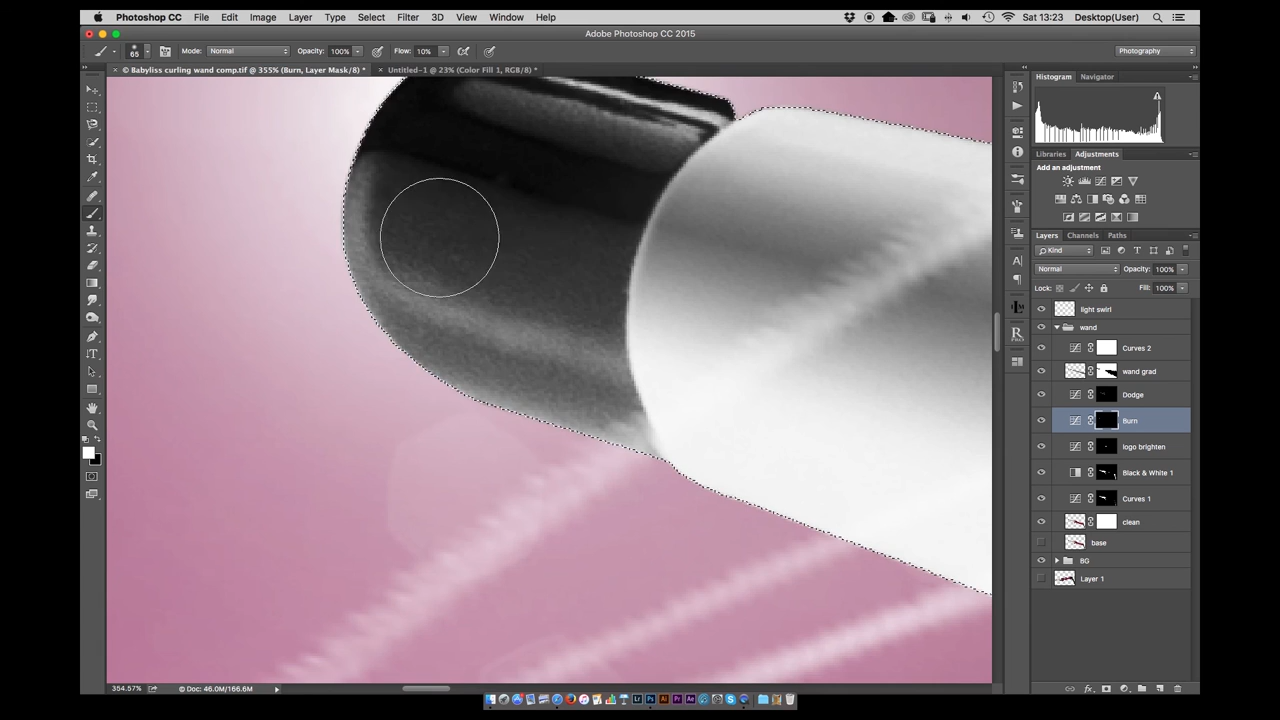 Photoshop CC File Edit Image Layer Type Select Filter 3D View Window Help Sat 13:23 Desktop(User)
Adobe Photoshop CC 2015
65 Mode: Normal Opacity: 100% Flow: 10% Photography
× © Babyliss curling wand comp.tif @ 355% (Burn, Layer Mask/8) * × Untitled-1 @ 23% (Color Fill 1, RGB/8) *
Histogram Navigator
Libraries Adjustments
Add an adjustment
Layers Channels Paths
Kind
Normal Opacity: 100%
Lock: Fill: 100%
light swirl
wand
Curves 2
wand grad
Dodge
Burn
logo brighten
Black & White 1
Curves 1
clean
base
BG
Layer 1
354.57% Doc: 46.0M/166.6M